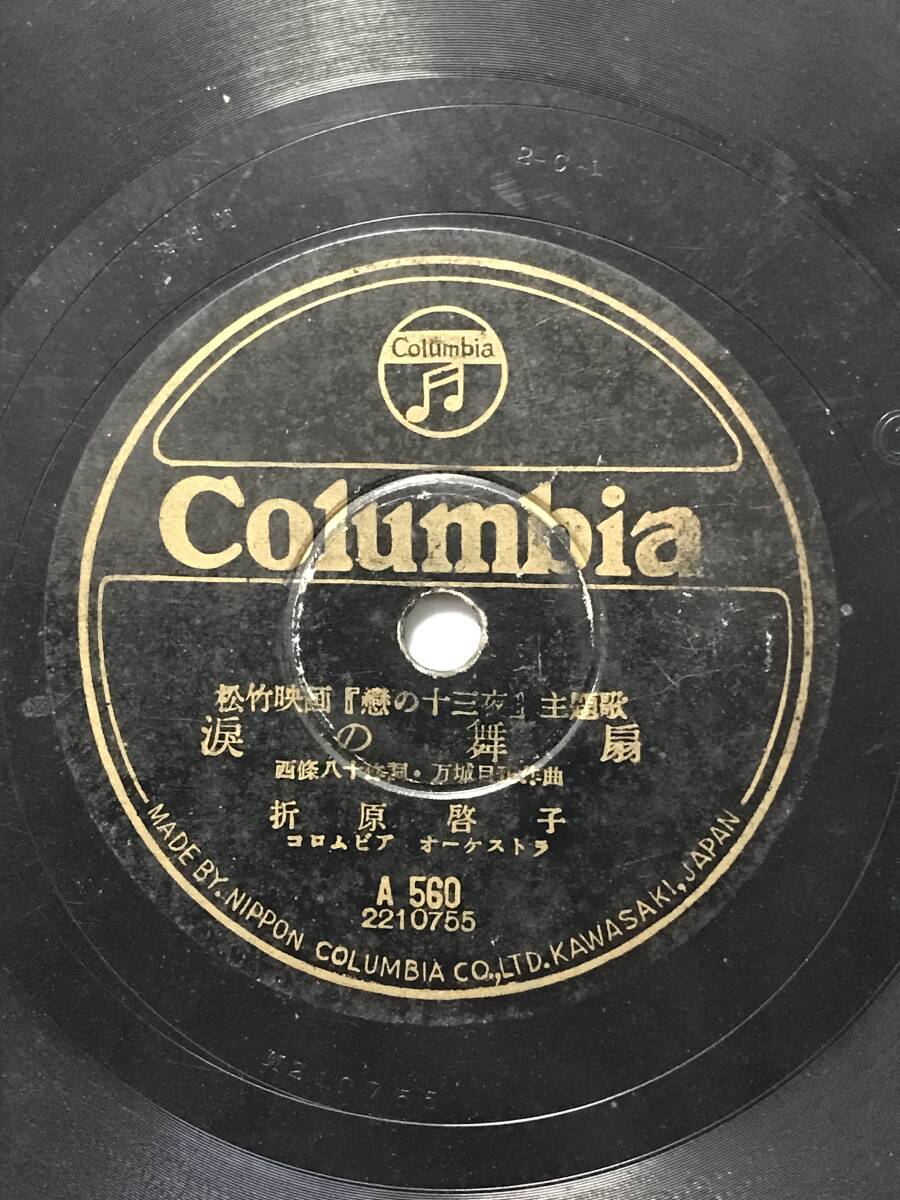 2-C-1
Columbia
Columbia
松竹映画『戀の十三夜』主題歌
涙の舞扇
西條八十作詞・万城目正作曲
折原啓子
コロムビア オーケストラ
A 560
2210755
MADE BY. NIPPON COLUMBIA CO., LTD. KAWASAKI, JAPAN
M210755